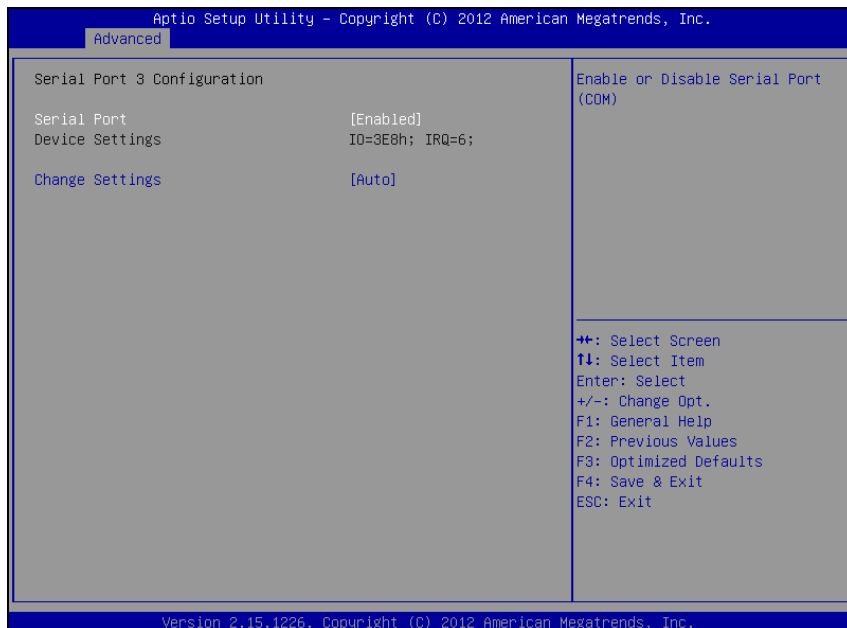 Aptio Setup Utility – Copyright (C) 2012 American Megatrends, Inc.
Advanced
Serial Port 3 Configuration
Serial Port [Enabled]
Device Settings IO=3E8h; IRQ=6;
Change Settings [Auto]
Enable or Disable Serial Port
(COM)
→←: Select Screen
↑↓: Select Item
Enter: Select
+/-: Change Opt.
F1: General Help
F2: Previous Values
F3: Optimized Defaults
F4: Save & Exit
ESC: Exit
Version 2.15.1226. Copyright (C) 2012 American Megatrends, Inc.